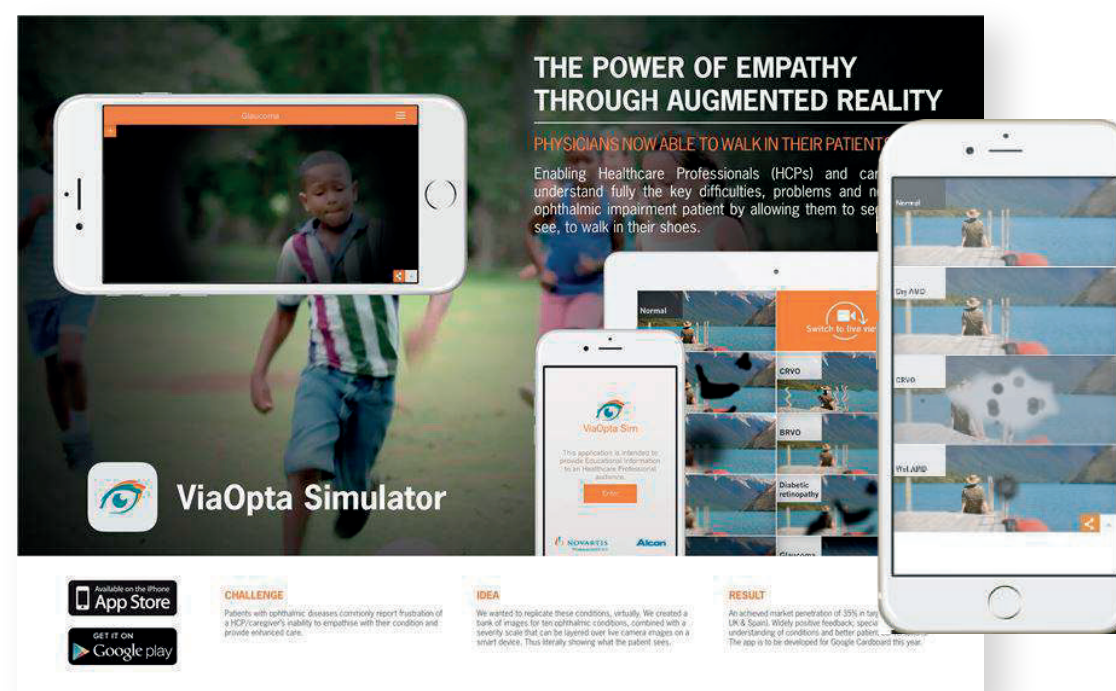 THE POWER OF EMPATHY
THROUGH AUGMENTED REALITY
PHYSICIANS NOW ABLE TO WALK IN THEIR
Enabling Healthcare Professionals (HCPs) and
understand fully the key difficulties, problems and
ophthalmic impairment patient by allowing them to
see, to walk in their shoes.
Glaucoma
Normal
Switch to live
CRVO
BRVO
Diabetic
retinopathy
Glaucoma
ViaOpta Sim
This application is intended to
provide Educational Information
to an Healthcare Professional
audience.
Enter
NOVARTIS
Alcon
Normal
Dry AMD
CRVO
Wet AMD
ViaOpta Simulator
Available on the iPhone
App Store
GET IT ON
Google play
CHALLENGE
Patients with ophthalmic diseases commonly report frustration of
a HCP/caregiver's inability to empathise with their condition and
provide enhanced care.
IDEA
We wanted to replicate these conditions, virtually. We created a
bank of images for ten ophthalmic conditions, combined with a
severity scale that can be layered over live camera images on a
smart device. Thus literally showing what the patient sees.
RESULT
An achieved market penetration of 35% in
UK & Spain). Widely positive feedback;
understanding of conditions and better
The app is to be developed for Google Cardboard this year.